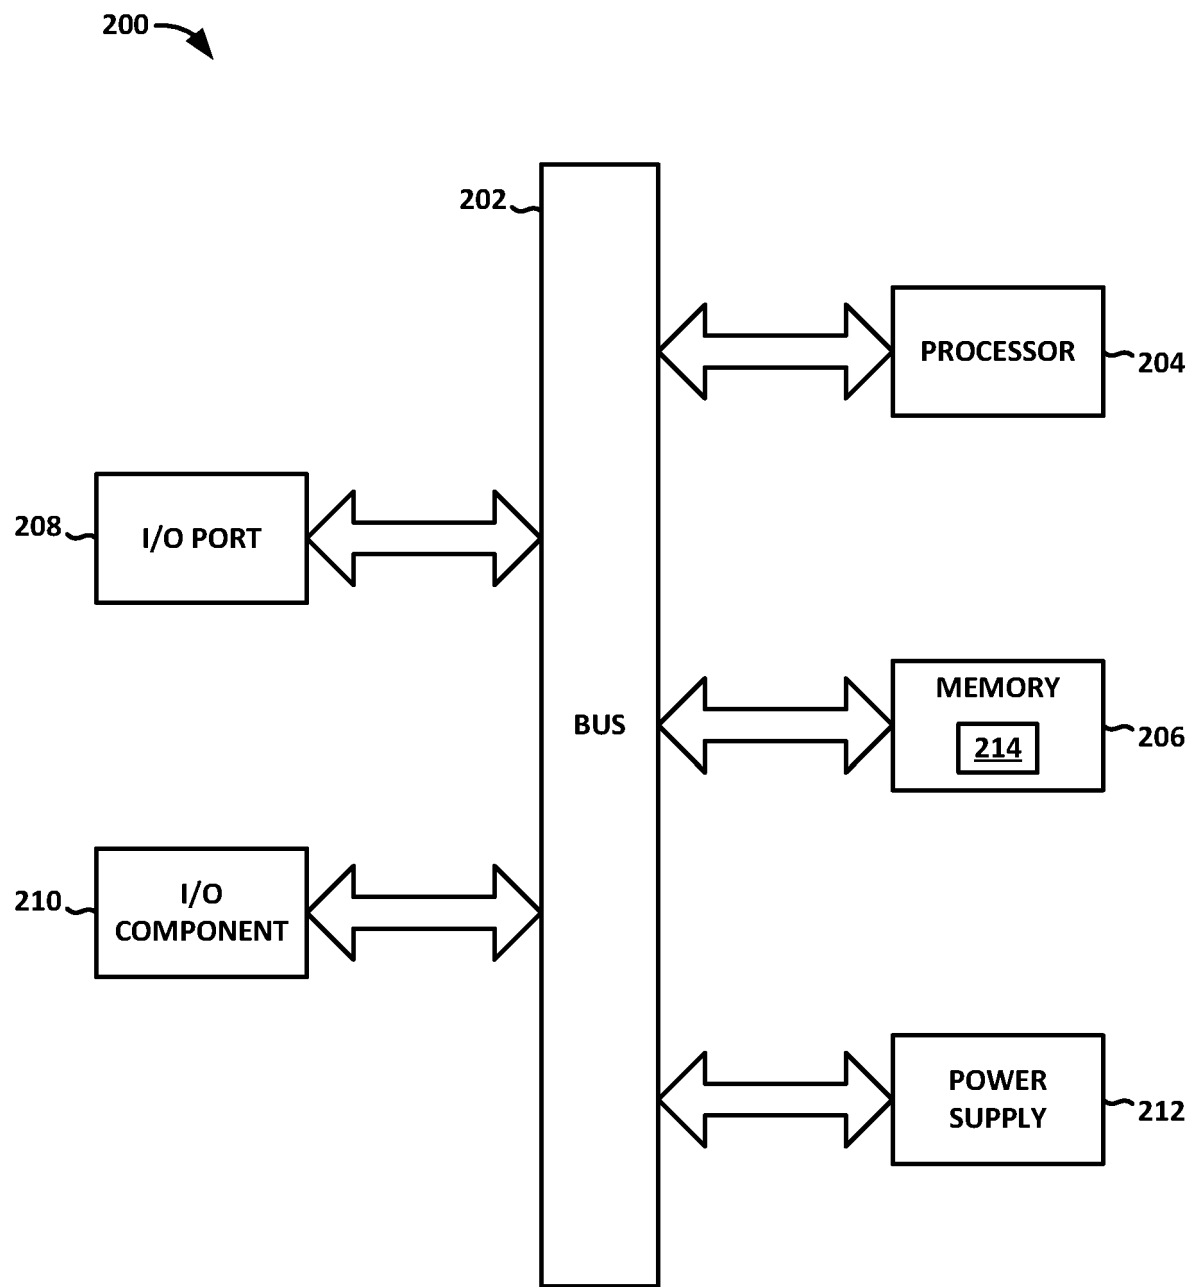 200
202
PROCESSOR
204
208
I/O PORT
MEMORY
214
206
BUS
210
I/O
COMPONENT
POWER
SUPPLY
212